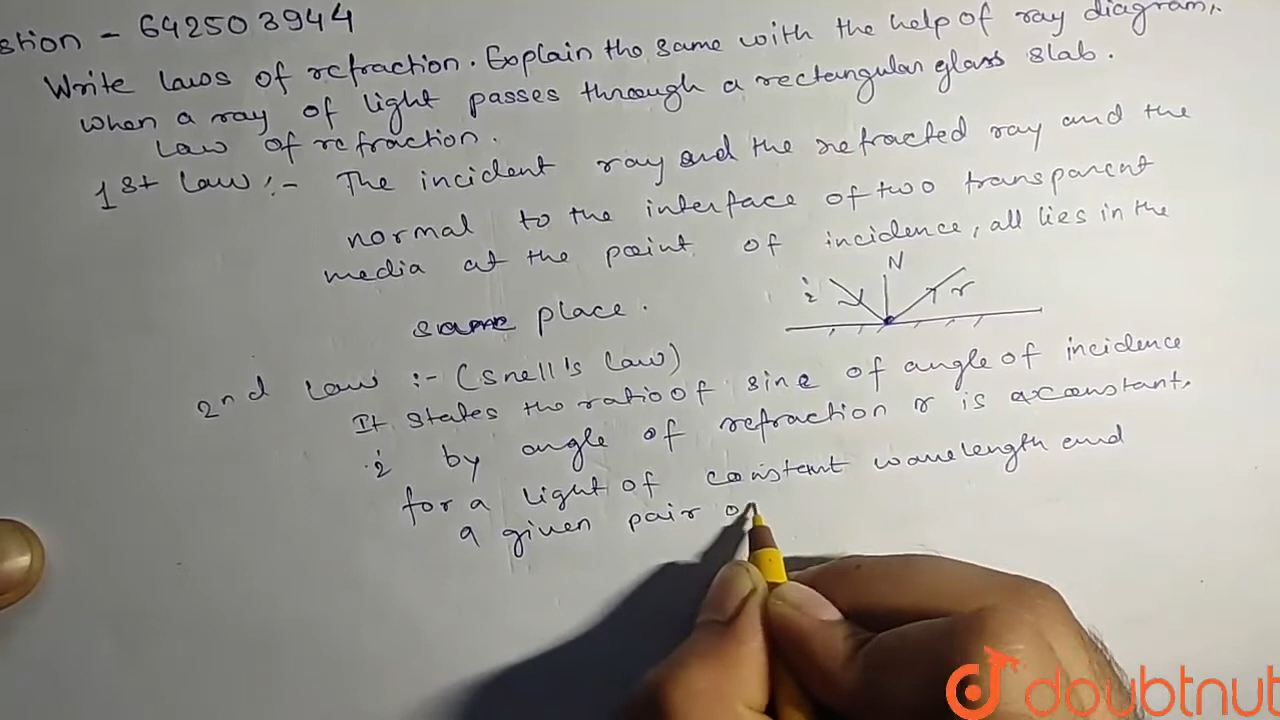 stion - 642503944
Write laws of refraction. Explain the same with the help of ray diagram,
when a ray of light passes through a rectangular glass slab.
Law of refraction.
1st Law :- The incident ray and the refracted ray and the
normal to the interface of two transparent
media at the point of incidence, all lies in the
same place.
N
i
r
2nd Law :- (Snell's Law)
It states the ratio of sine of angle of incidence
i by angle of refraction r is a constant,
for a light of constant wavelength and
a given pair o
doubtnut